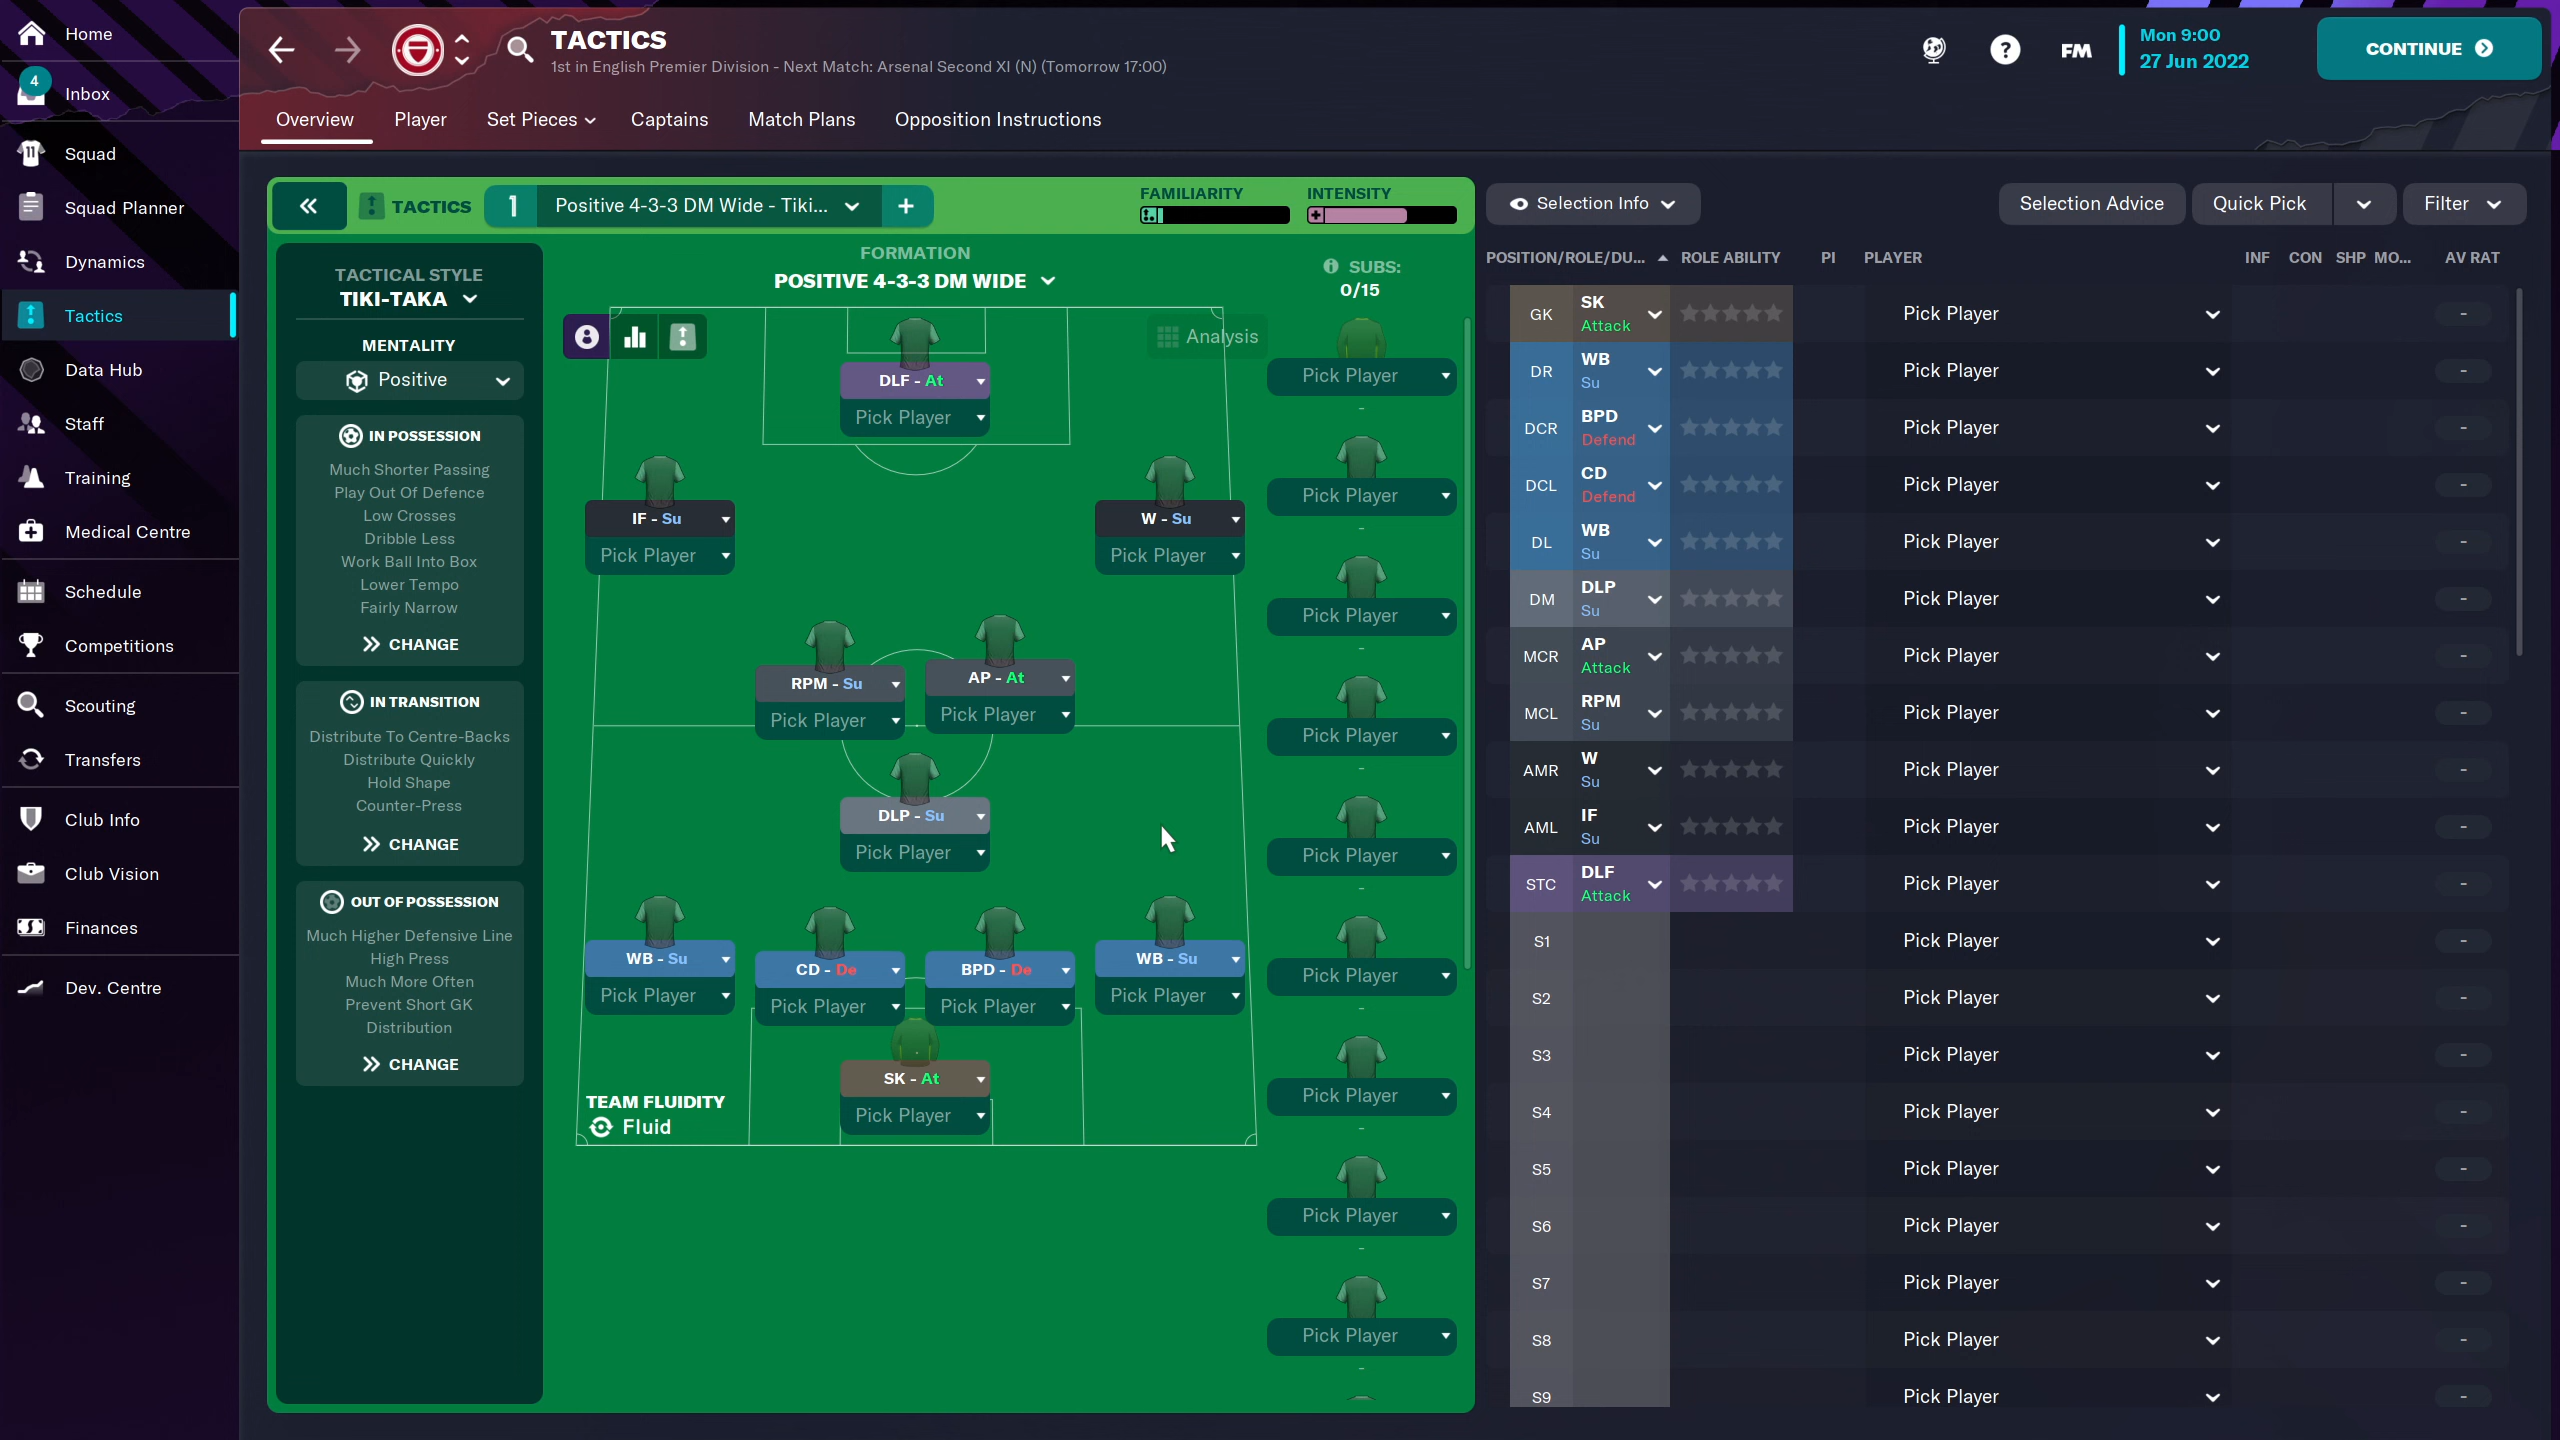 Home
4
Inbox
11
Squad
Squad Planner
Dynamics
Tactics
Data Hub
Staff
Training
Medical Centre
Schedule
Competitions
Scouting
Transfers
Club Info
Club Vision
Finances
Dev. Centre
TACTICS
1st in English Premier Division - Next Match: Arsenal Second XI (N) (Tomorrow 17:00)
?
FM
Mon 9:00
27 Jun 2022
CONTINUE
Overview
Player
Set Pieces
Captains
Match Plans
Opposition Instructions
TACTICS
1
Positive 4-3-3 DM Wide - Tiki...
+
FAMILIARITY
INTENSITY
TACTICAL STYLE
TIKI-TAKA
MENTALITY
Positive
IN POSSESSION
Much Shorter Passing
Play Out Of Defence
Low Crosses
Dribble Less
Work Ball Into Box
Lower Tempo
Fairly Narrow
CHANGE
IN TRANSITION
Distribute To Centre-Backs
Distribute Quickly
Hold Shape
Counter-Press
CHANGE
OUT OF POSSESSION
Much Higher Defensive Line
High Press
Much More Often
Prevent Short GK
Distribution
CHANGE
FORMATION
POSITIVE 4-3-3 DM WIDE
Analysis
DLF - At
Pick Player
IF - Su
Pick Player
W - Su
Pick Player
RPM - Su
Pick Player
AP - At
Pick Player
DLP - Su
Pick Player
WB - Su
Pick Player
CD - De
Pick Player
BPD - De
Pick Player
WB - Su
Pick Player
SK - At
Pick Player
TEAM FLUIDITY
Fluid
SUBS:
0/15
Pick Player
-
Pick Player
-
Pick Player
-
Pick Player
-
Pick Player
-
Pick Player
-
Pick Player
-
Pick Player
-
Pick Player
-
Selection Info
Selection Advice
Quick Pick
Filter
POSITION/ROLE/DU... ROLE ABILITY PI PLAYER INF CON SHP MO... AV RAT
GK SK Attack Pick Player -
DR WB Su Pick Player -
DCR BPD Defend Pick Player -
DCL CD Defend Pick Player -
DL WB Su Pick Player -
DM DLP Su Pick Player -
MCR AP Attack Pick Player -
MCL RPM Su Pick Player -
AMR W Su Pick Player -
AML IF Su Pick Player -
STC DLF Attack Pick Player -
S1 Pick Player -
S2 Pick Player -
S3 Pick Player -
S4 Pick Player -
S5 Pick Player -
S6 Pick Player -
S7 Pick Player -
S8 Pick Player -
S9 Pick Player -